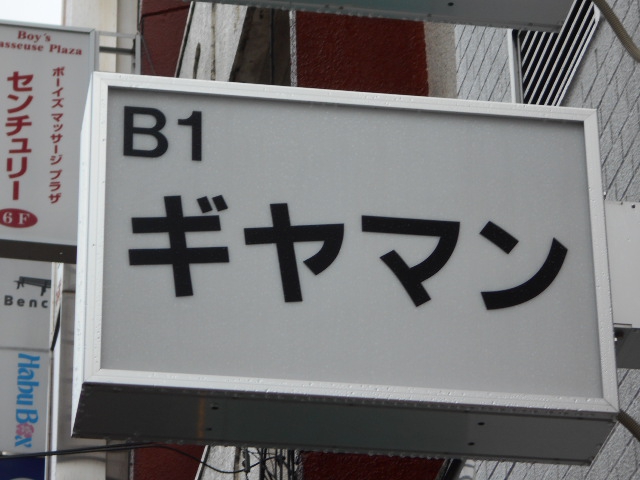 Boy's
asseuse Plaza
ボーイズ マッサージ プラザ
センチュリー
6F
B1
ギヤマン
Benc
Habu Box